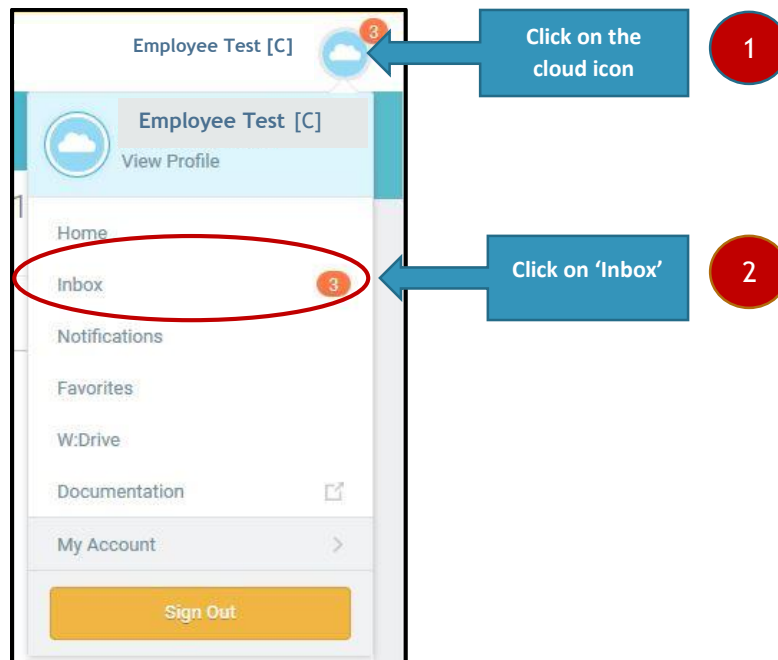 Employee Test [C]
3
Click on the
cloud icon
1
Employee Test [C]
View Profile
1
Home
Inbox
3
Click on ‘Inbox’
2
Notifications
Favorites
W:Drive
Documentation
My Account
Sign Out